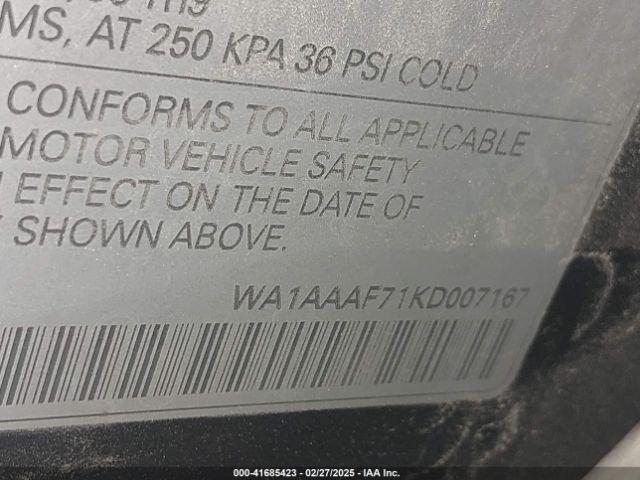 MS, AT 250 KPA 36 PSI COLD
CONFORMS TO ALL APPLICABLE
MOTOR VEHICLE SAFETY
EFFECT ON THE DATE OF
SHOWN ABOVE.
WA1AAAF71KD007167
000-41685423 - 02/27/2025 - IAA Inc.